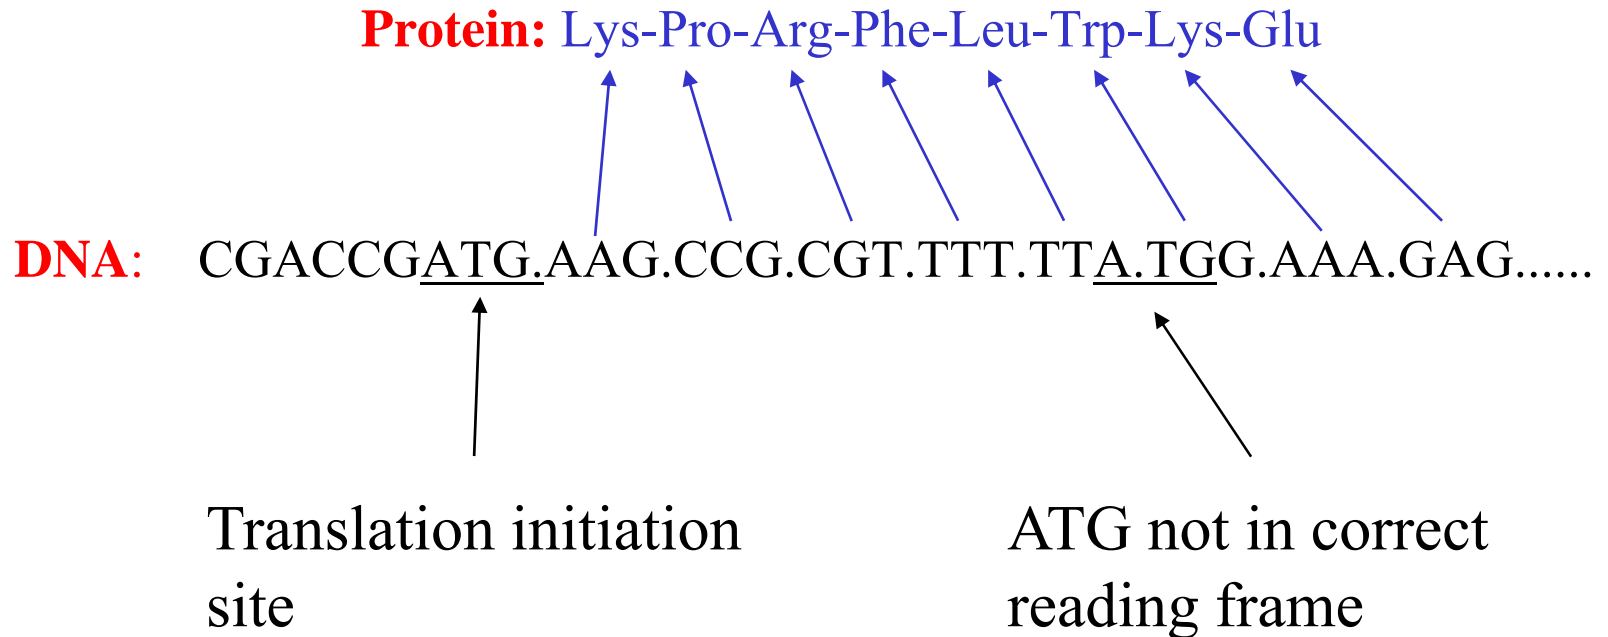 Protein: Lys-Pro-Arg-Phe-Leu-Trp-Lys-Glu
DNA: CGACCGATG.AAG.CCG.CGT.TTT.TTA.TGG.AAA.GAG......
Translation initiation
site
ATG not in correct
reading frame